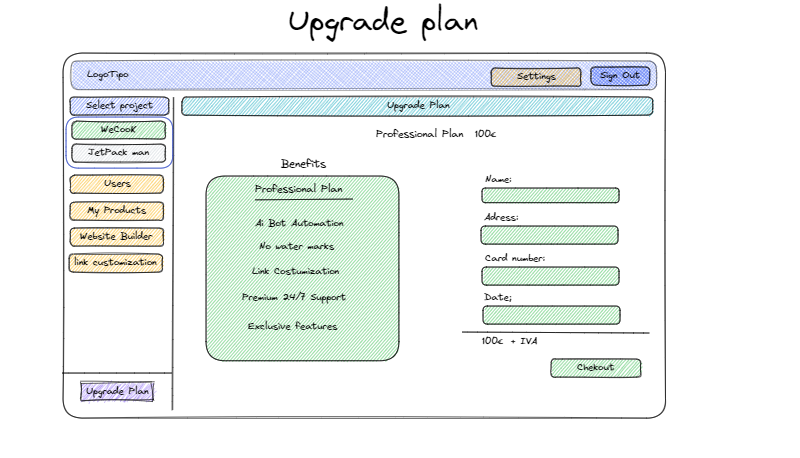 Upgrade plan
LogoTipo
Settings
Sign Out
Select project
WeCooK
JetPack man
Users
My Products
Website Builder
link customization
Upgrade Plan
Upgrade Plan
Professional Plan 100€
Benefits
Professional Plan
Ai Bot Automation
No water marks
Link Costumization
Premium 24/7 Support
Exclusive features
Name:
Adress:
Card number:
Date;
100€ + IVA
Chekout